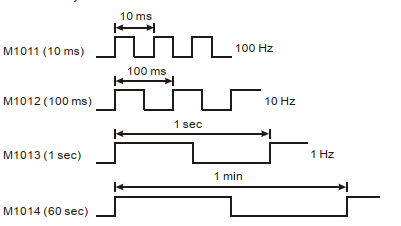 10 ms
M1011 (10 ms)
100 Hz
100 ms
M1012 (100 ms)
10 Hz
1 sec
M1013 (1 sec)
1 Hz
1 min
M1014 (60 sec)